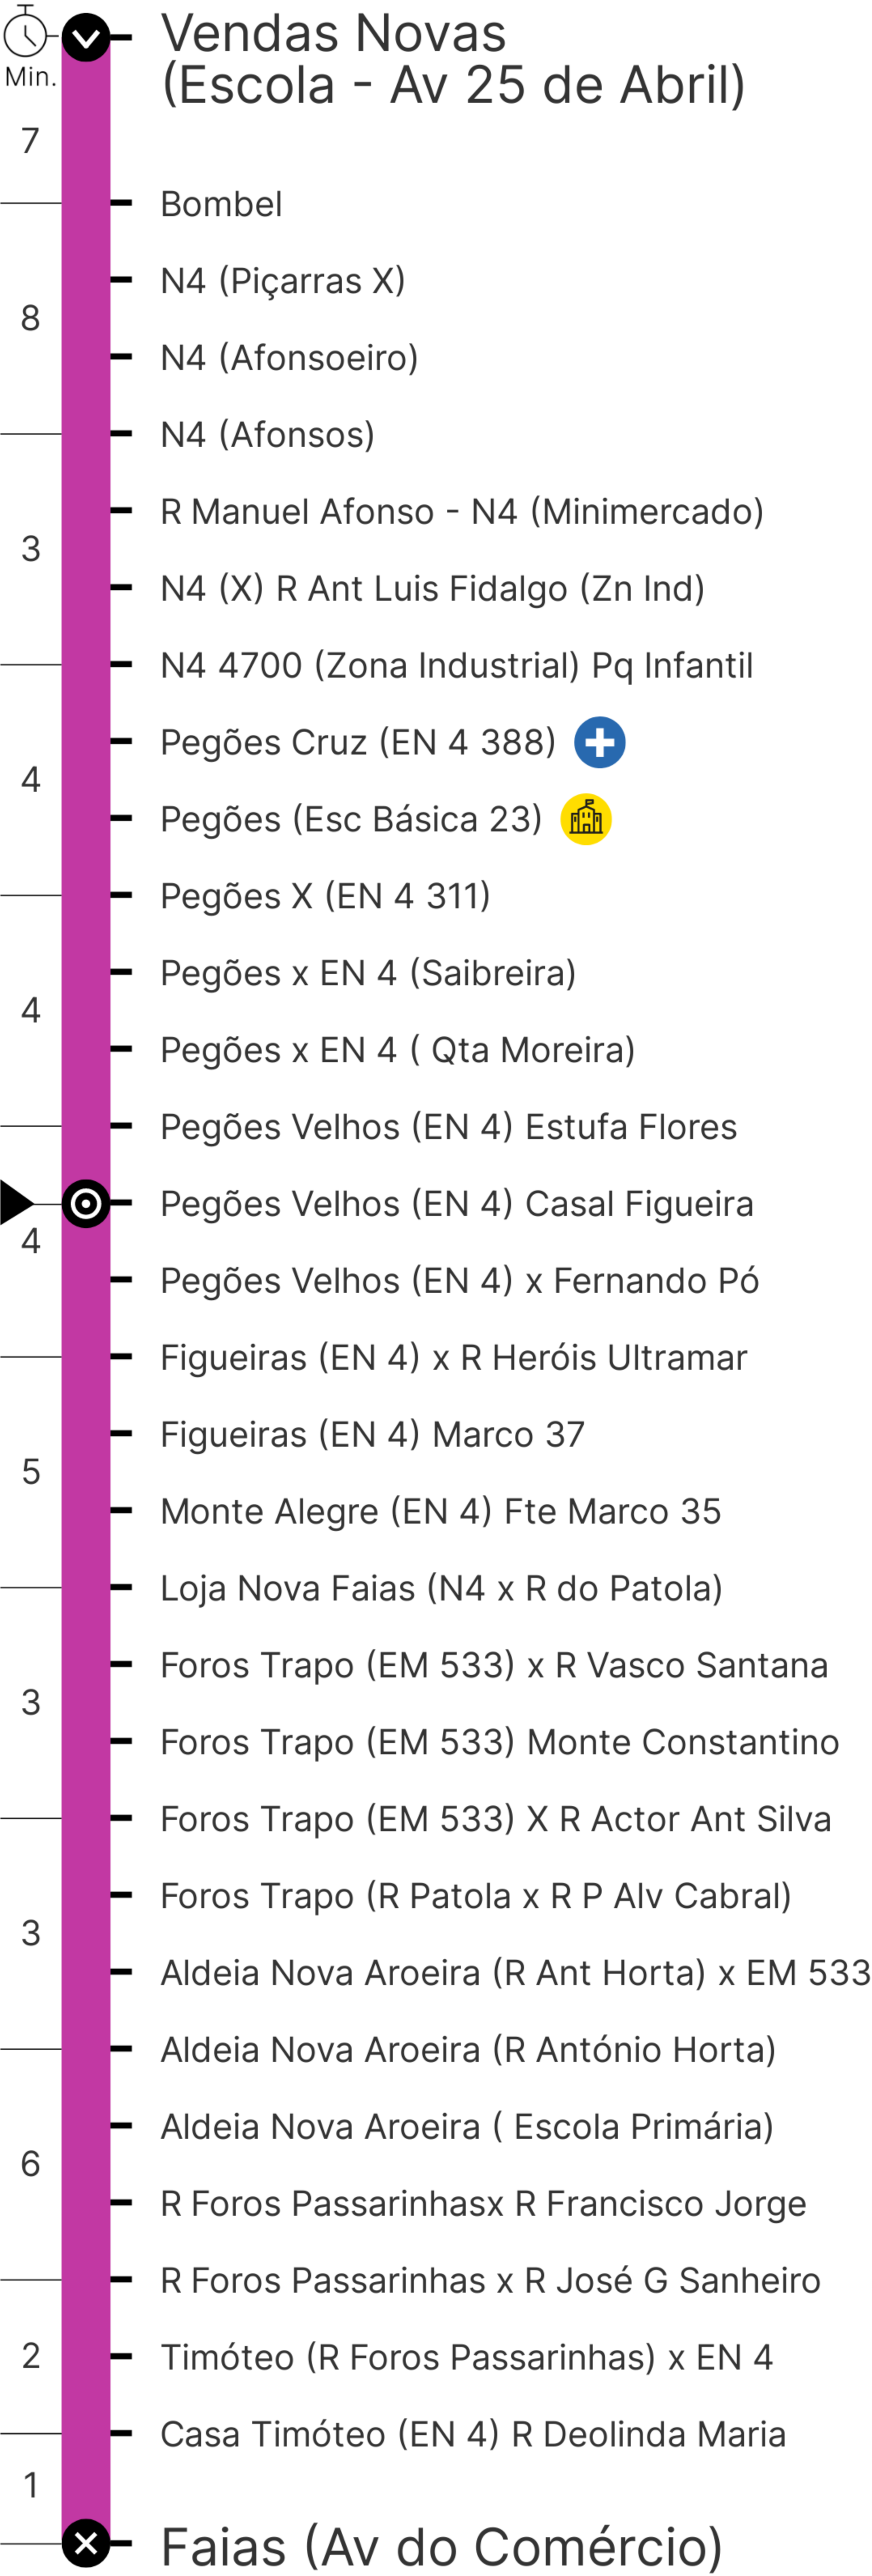 Vendas Novas
(Escola - Av 25 de Abril)
Min.
7
Bombel
N4 (Piçarras X)
8
N4 (Afonsoeiro)
N4 (Afonsos)
R Manuel Afonso - N4 (Minimercado)
3
N4 (X) R Ant Luis Fidalgo (Zn Ind)
N4 4700 (Zona Industrial) Pq Infantil
Pegões Cruz (EN 4 388)
4
Pegões (Esc Básica 23)
Pegões X (EN 4 311)
Pegões x EN 4 (Saibreira)
4
Pegões x EN 4 ( Qta Moreira)
Pegões Velhos (EN 4) Estufa Flores
Pegões Velhos (EN 4) Casal Figueira
4
Pegões Velhos (EN 4) x Fernando Pó
Figueiras (EN 4) x R Heróis Ultramar
Figueiras (EN 4) Marco 37
5
Monte Alegre (EN 4) Fte Marco 35
Loja Nova Faias (N4 x R do Patola)
Foros Trapo (EM 533) x R Vasco Santana
3
Foros Trapo (EM 533) Monte Constantino
Foros Trapo (EM 533) X R Actor Ant Silva
Foros Trapo (R Patola x R P Alv Cabral)
3
Aldeia Nova Aroeira (R Ant Horta) x EM 533
Aldeia Nova Aroeira (R António Horta)
Aldeia Nova Aroeira ( Escola Primária)
6
R Foros Passarinhasx R Francisco Jorge
R Foros Passarinhas x R José G Sanheiro
2
Timóteo (R Foros Passarinhas) x EN 4
Casa Timóteo (EN 4) R Deolinda Maria
1
Faias (Av do Comércio)